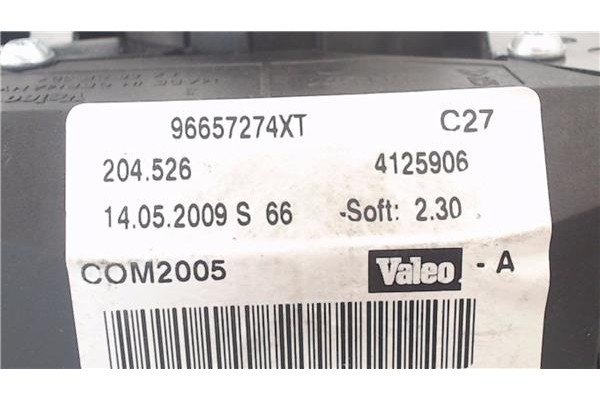 96657274XT C27
204.526 4125906
14.05.2009 S 66 -Soft: 2.30
COM2005 Valeo - A